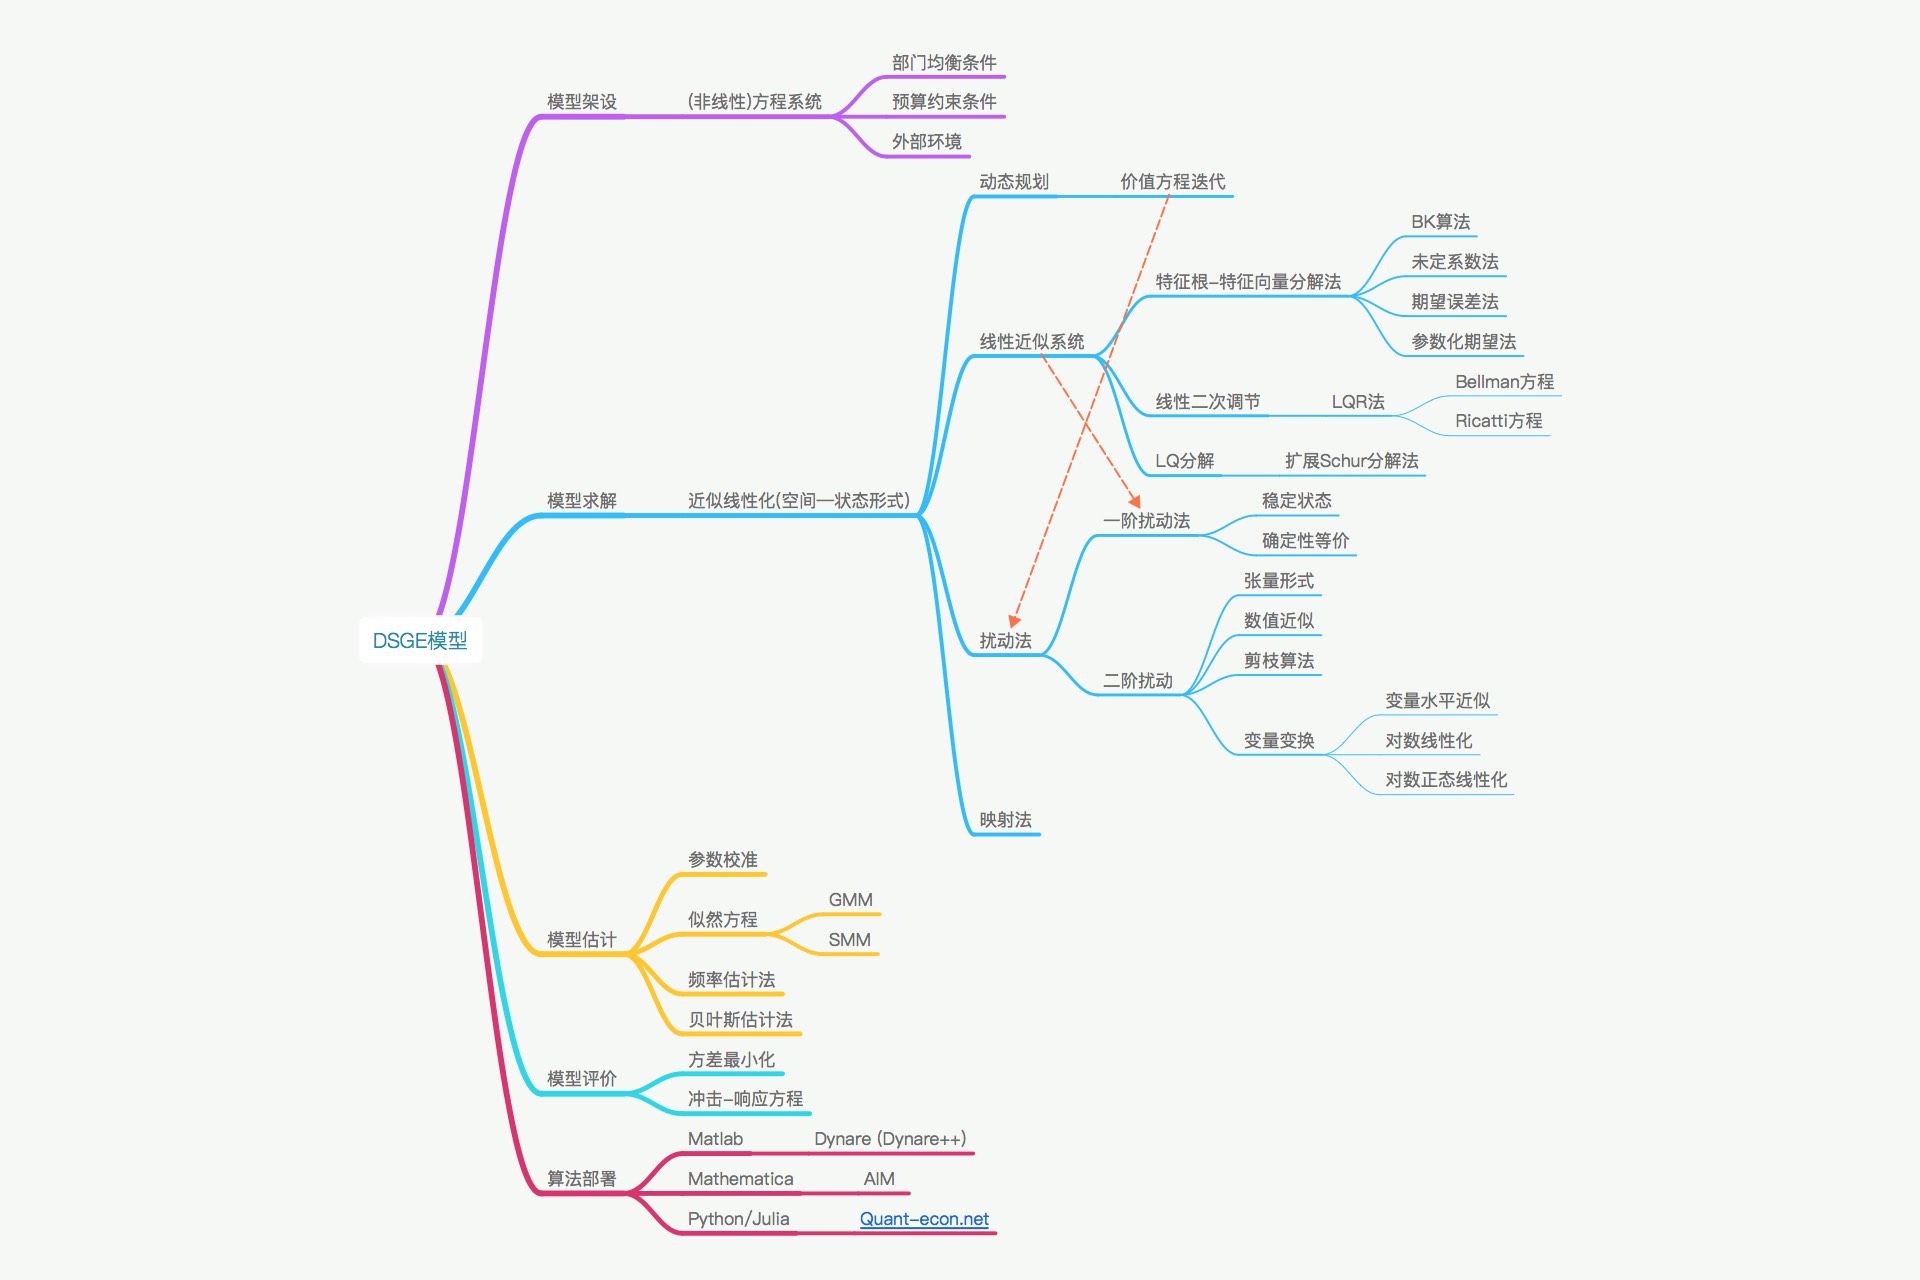 DSGE模型
模型架设
(非线性)方程系统
部门均衡条件
预算约束条件
外部环境
模型求解
近似线性化(空间—状态形式)
动态规划
价值方程迭代
线性近似系统
特征根-特征向量分解法
BK算法
未定系数法
期望误差法
参数化期望法
线性二次调节
LQR法
Bellman方程
Ricatti方程
LQ分解
扩展Schur分解法
扰动法
一阶扰动法
稳定状态
确定性等价
二阶扰动
张量形式
数值近似
剪枝算法
变量变换
变量水平近似
对数线性化
对数正态线性化
映射法
模型估计
参数校准
似然方程
GMM
SMM
频率估计法
贝叶斯估计法
模型评价
方差最小化
冲击-响应方程
算法部署
Matlab
Dynare (Dynare++)
Mathematica
AIM
Python/Julia
Quant-econ.net